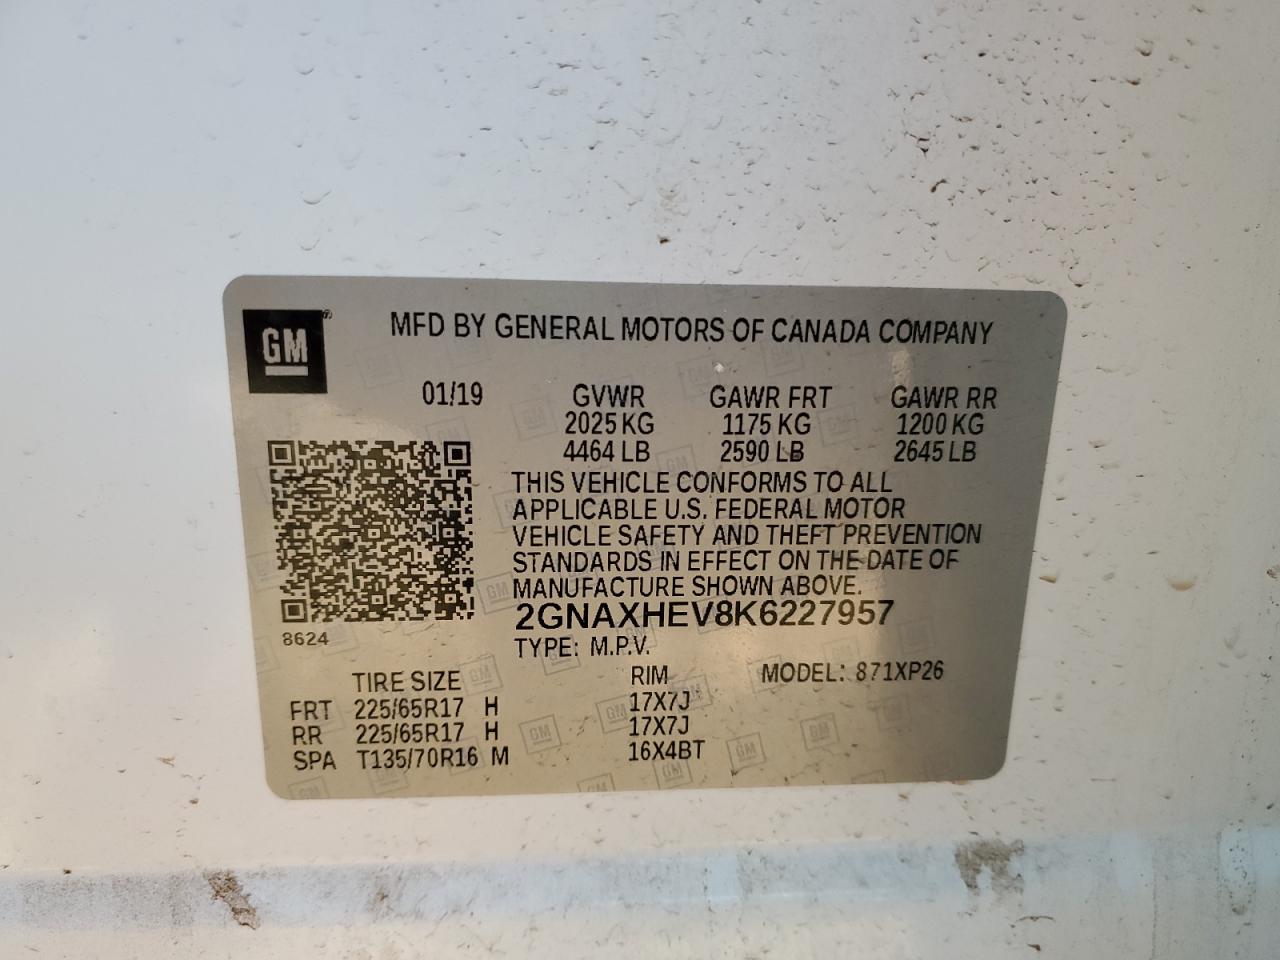 GM
MFD BY GENERAL MOTORS OF CANADA COMPANY
01/19 GVWR GAWR FRT GAWR RR
2025 KG 1175 KG 1200 KG
4464 LB 2590 LB 2645 LB
THIS VEHICLE CONFORMS TO ALL
APPLICABLE U.S. FEDERAL MOTOR
VEHICLE SAFETY AND THEFT PREVENTION
STANDARDS IN EFFECT ON THE DATE OF
MANUFACTURE SHOWN ABOVE.
2GNAXHEV8K6227957
8624
TYPE: M.P.V.
TIRE SIZE RIM MODEL: 871XP26
FRT 225/65R17 H 17X7J
RR 225/65R17 H 17X7J
SPA T135/70R16 M 16X4BT